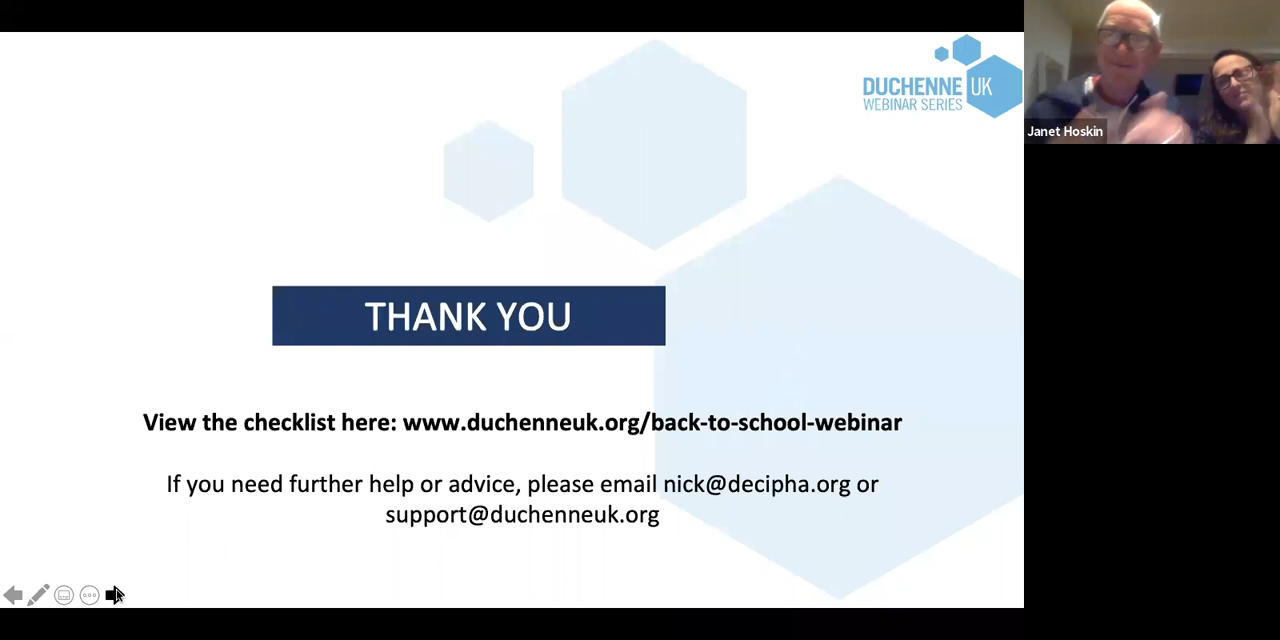 DUCHENNE UK
WEBINAR SERIES
Janet Hoskin
THANK YOU
View the checklist here: www.duchenneuk.org/back-to-school-webinar
If you need further help or advice, please email nick@decipha.org or
support@duchenneuk.org